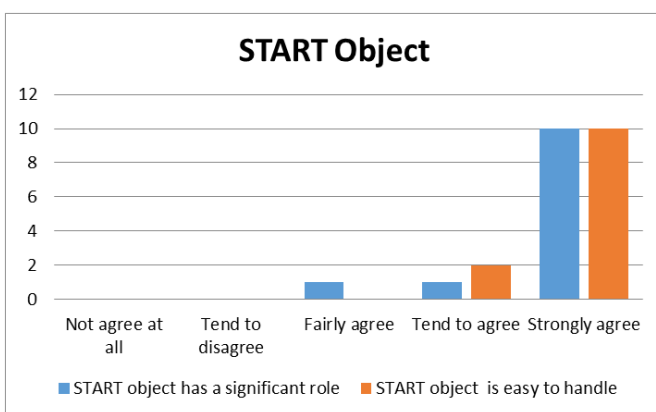 START Object
12
10
8
6
4
2
0
Not agree at all
Tend to disagree
Fairly agree
Tend to agree
Strongly agree
START object has a significant role
START object is easy to handle